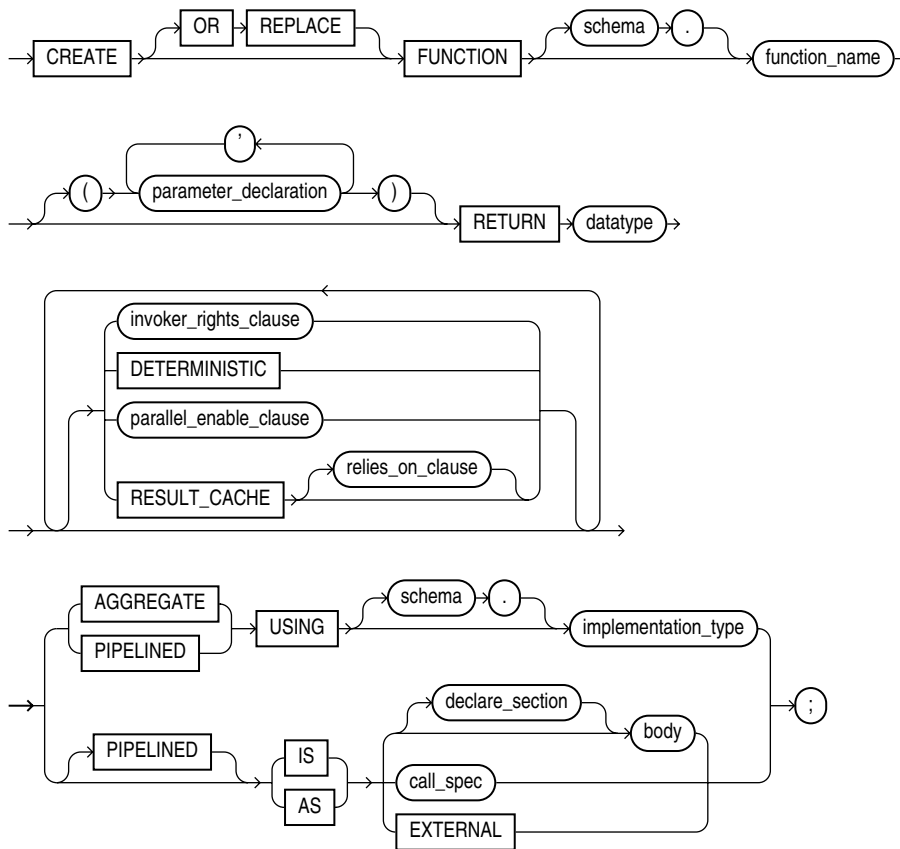 OR REPLACE schema .
CREATE FUNCTION function_name
,
( parameter_declaration )
RETURN datatype
invoker_rights_clause
DETERMINISTIC
parallel_enable_clause
relies_on_clause
RESULT_CACHE
AGGREGATE schema .
USING implementation_type
PIPELINED
declare_section ;
PIPELINED IS body
call_spec
AS
EXTERNAL